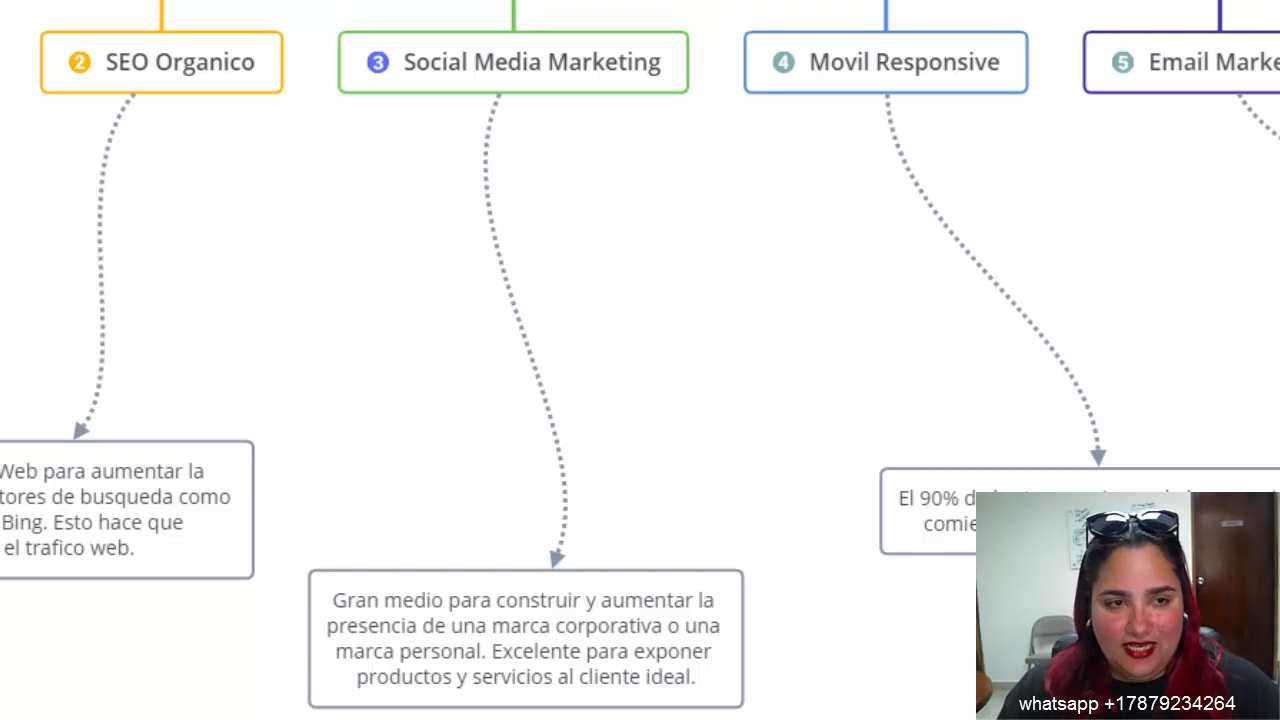 2 SEO Organico
3 Social Media Marketing
4 Movil Responsive
5 Email Marke
Web para aumentar la
tores de busqueda como
Bing. Esto hace que
el trafico web.
Gran medio para construir y aumentar la
presencia de una marca corporativa o una
marca personal. Excelente para exponer
productos y servicios al cliente ideal.
El 90% d
comie
whatsapp +17879234264